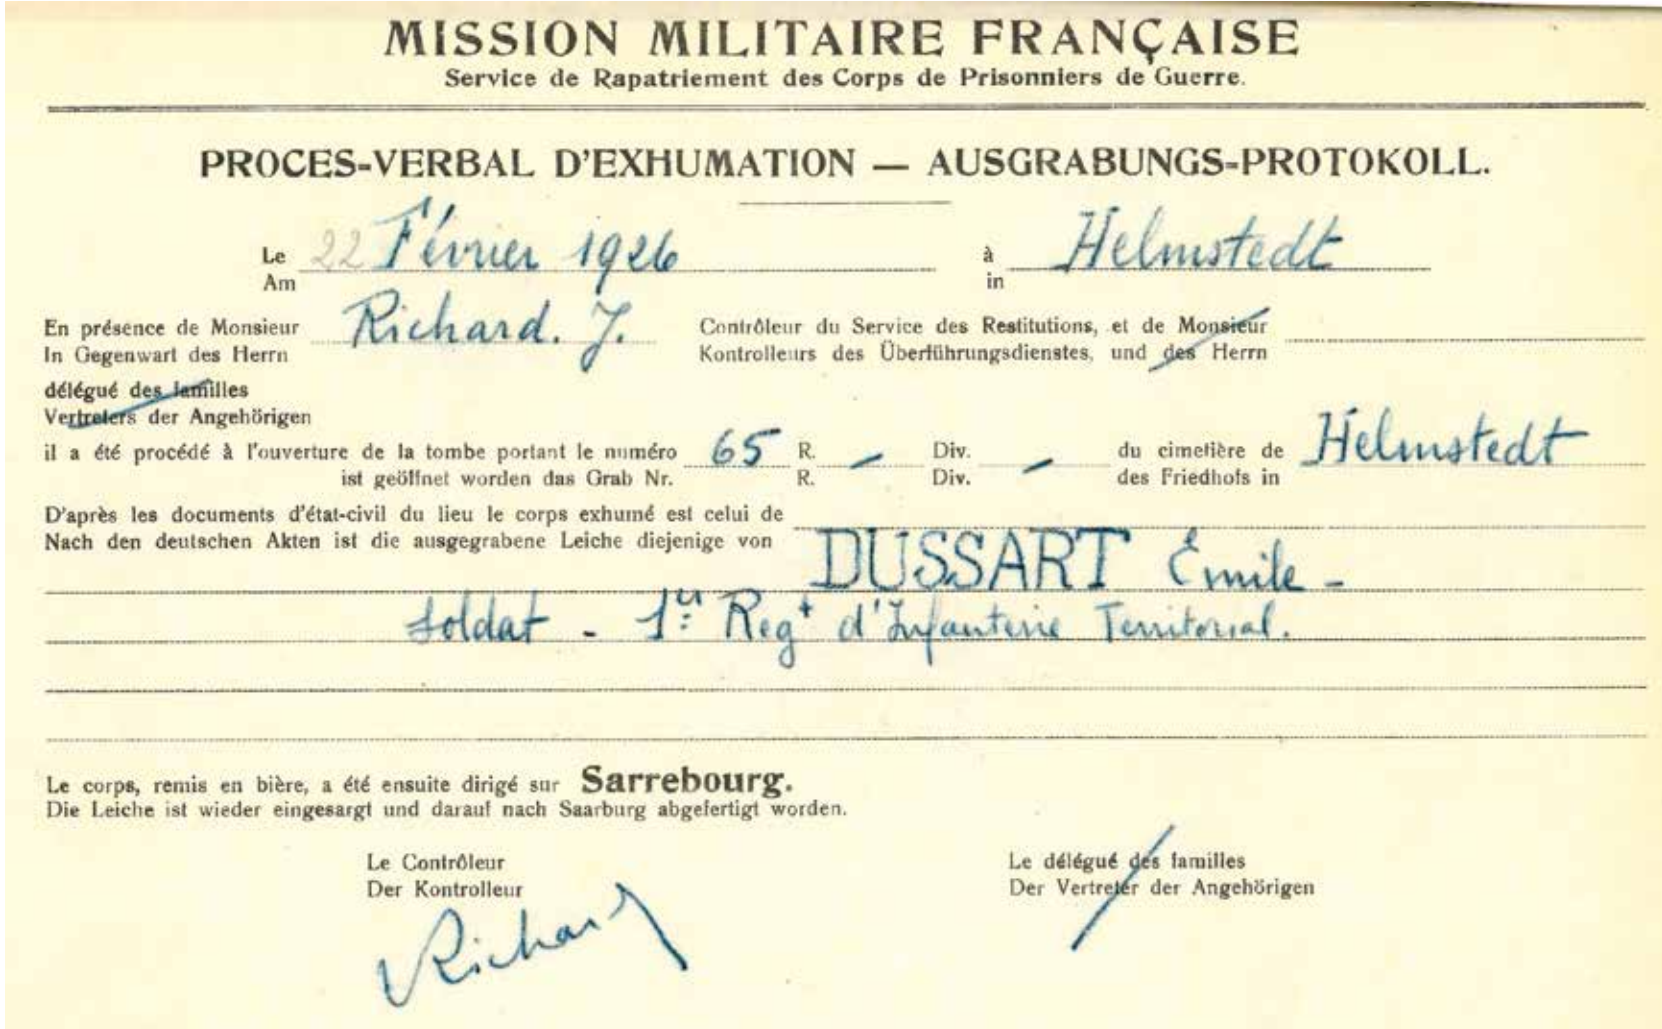 MISSION MILITAIRE FRANÇAISE
Service de Rapatriement des Corps de Prisonniers de Guerre.
PROCES-VERBAL D'EXHUMATION — AUSGRABUNGS-PROTOKOLL.
Le 22 Février 1926 à Helmstedt
Am in
En présence de Monsieur Richard. J. Contrôleur du Service des Restitutions, et de Monsieur
In Gegenwart des Herrn Kontrolleurs des Überführungsdienstes, und des Herrn
délégué des familles
Vertreters der Angehörigen
il a été procédé à l'ouverture de la tombe portant le numéro 65 R. - Div. - du cimetière de Helmstedt
ist geöffnet worden das Grab Nr. R. Div. des Friedhofs in
D'après les documents d'état-civil du lieu le corps exhumé est celui de
Nach den deutschen Akten ist die ausgegrabene Leiche diejenige von DUSSART Émile -
soldat - 1er Regt d'Infanterie Territorial.
Le corps, remis en bière, a été ensuite dirigé sur Sarrebourg.
Die Leiche ist wieder eingesargt und darauf nach Saarburg abgefertigt worden.
Le Contrôleur Le délégué des familles
Der Kontrolleur Der Vertreter der Angehörigen
Richard